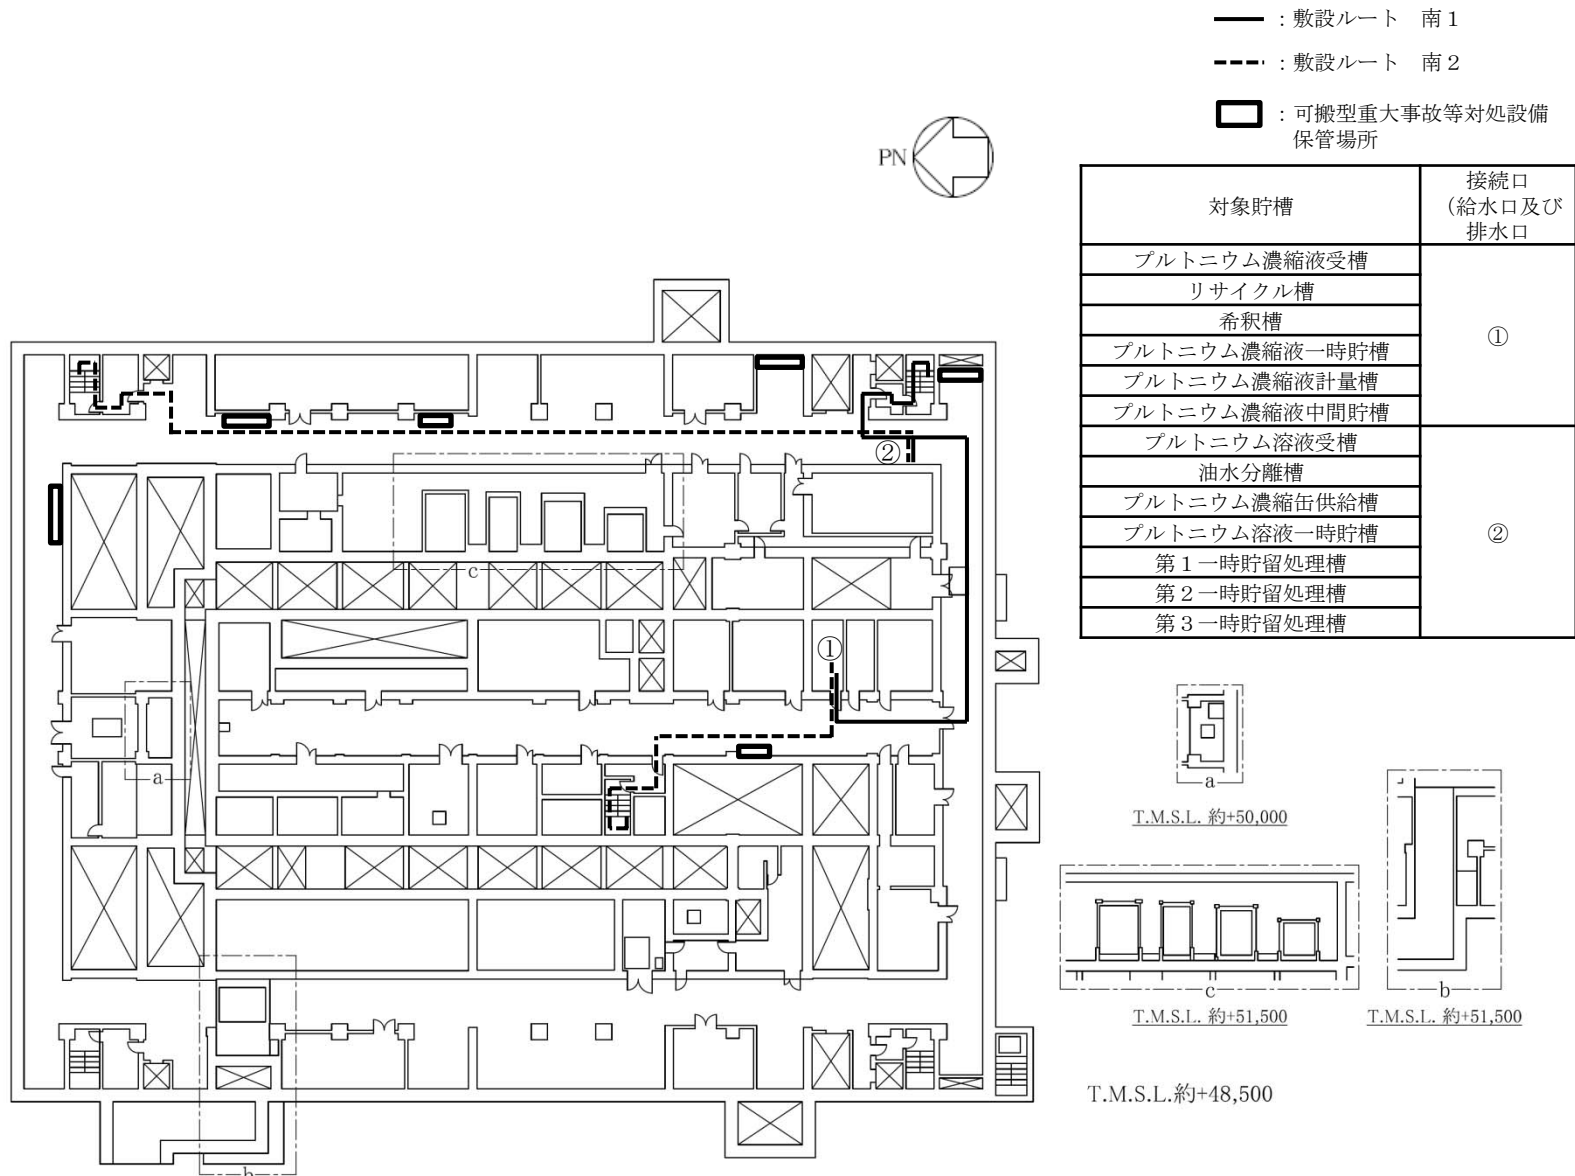 ：敷設ルート　南１
：敷設ルート　南２
：可搬型重大事故等対処設備
保管場所
PN
対象貯槽
接続口
（給水口及び
排水口
プルトニウム濃縮液受槽
リサイクル槽
希釈槽
プルトニウム濃縮液一時貯槽
プルトニウム濃縮液計量槽
プルトニウム濃縮液中間貯槽
①
プルトニウム溶液受槽
油水分離槽
プルトニウム濃縮缶供給槽
プルトニウム溶液一時貯槽
第１一時貯留処理槽
第２一時貯留処理槽
第３一時貯留処理槽
②
②
c
①
a
b
a
T.M.S.L. 約+50,000
c
T.M.S.L. 約+51,500
b
T.M.S.L. 約+51,500
T.M.S.L.約+48,500